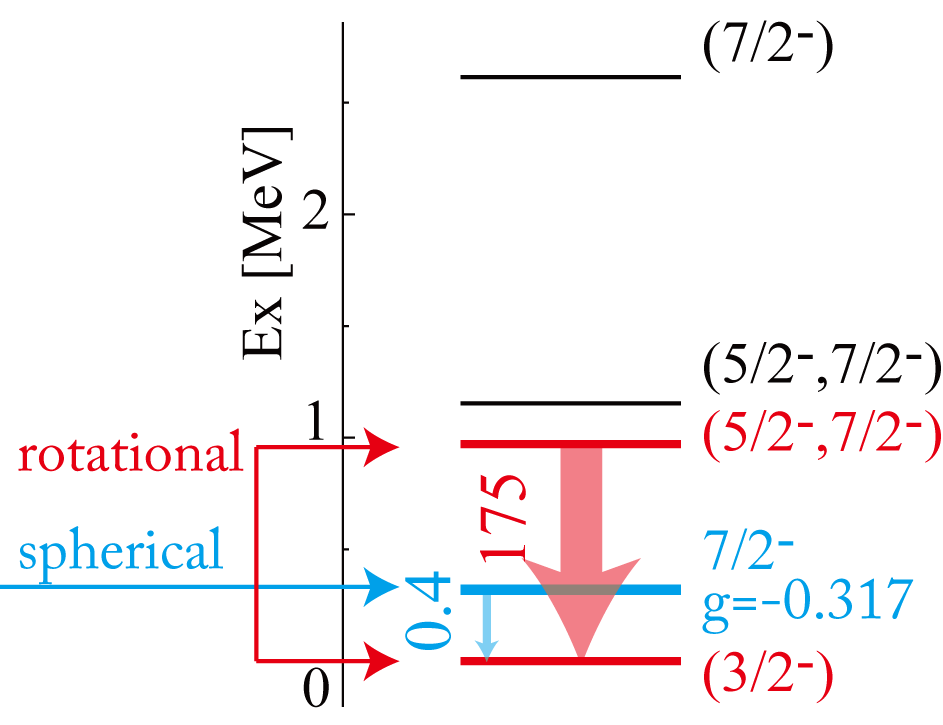 (7/2⁻)
Ex [MeV]
2
(5/2⁻,7/2⁻)
1
(5/2⁻,7/2⁻)
rotational
175
spherical
7/2⁻
0.4
g=-0.317
0
(3/2⁻)